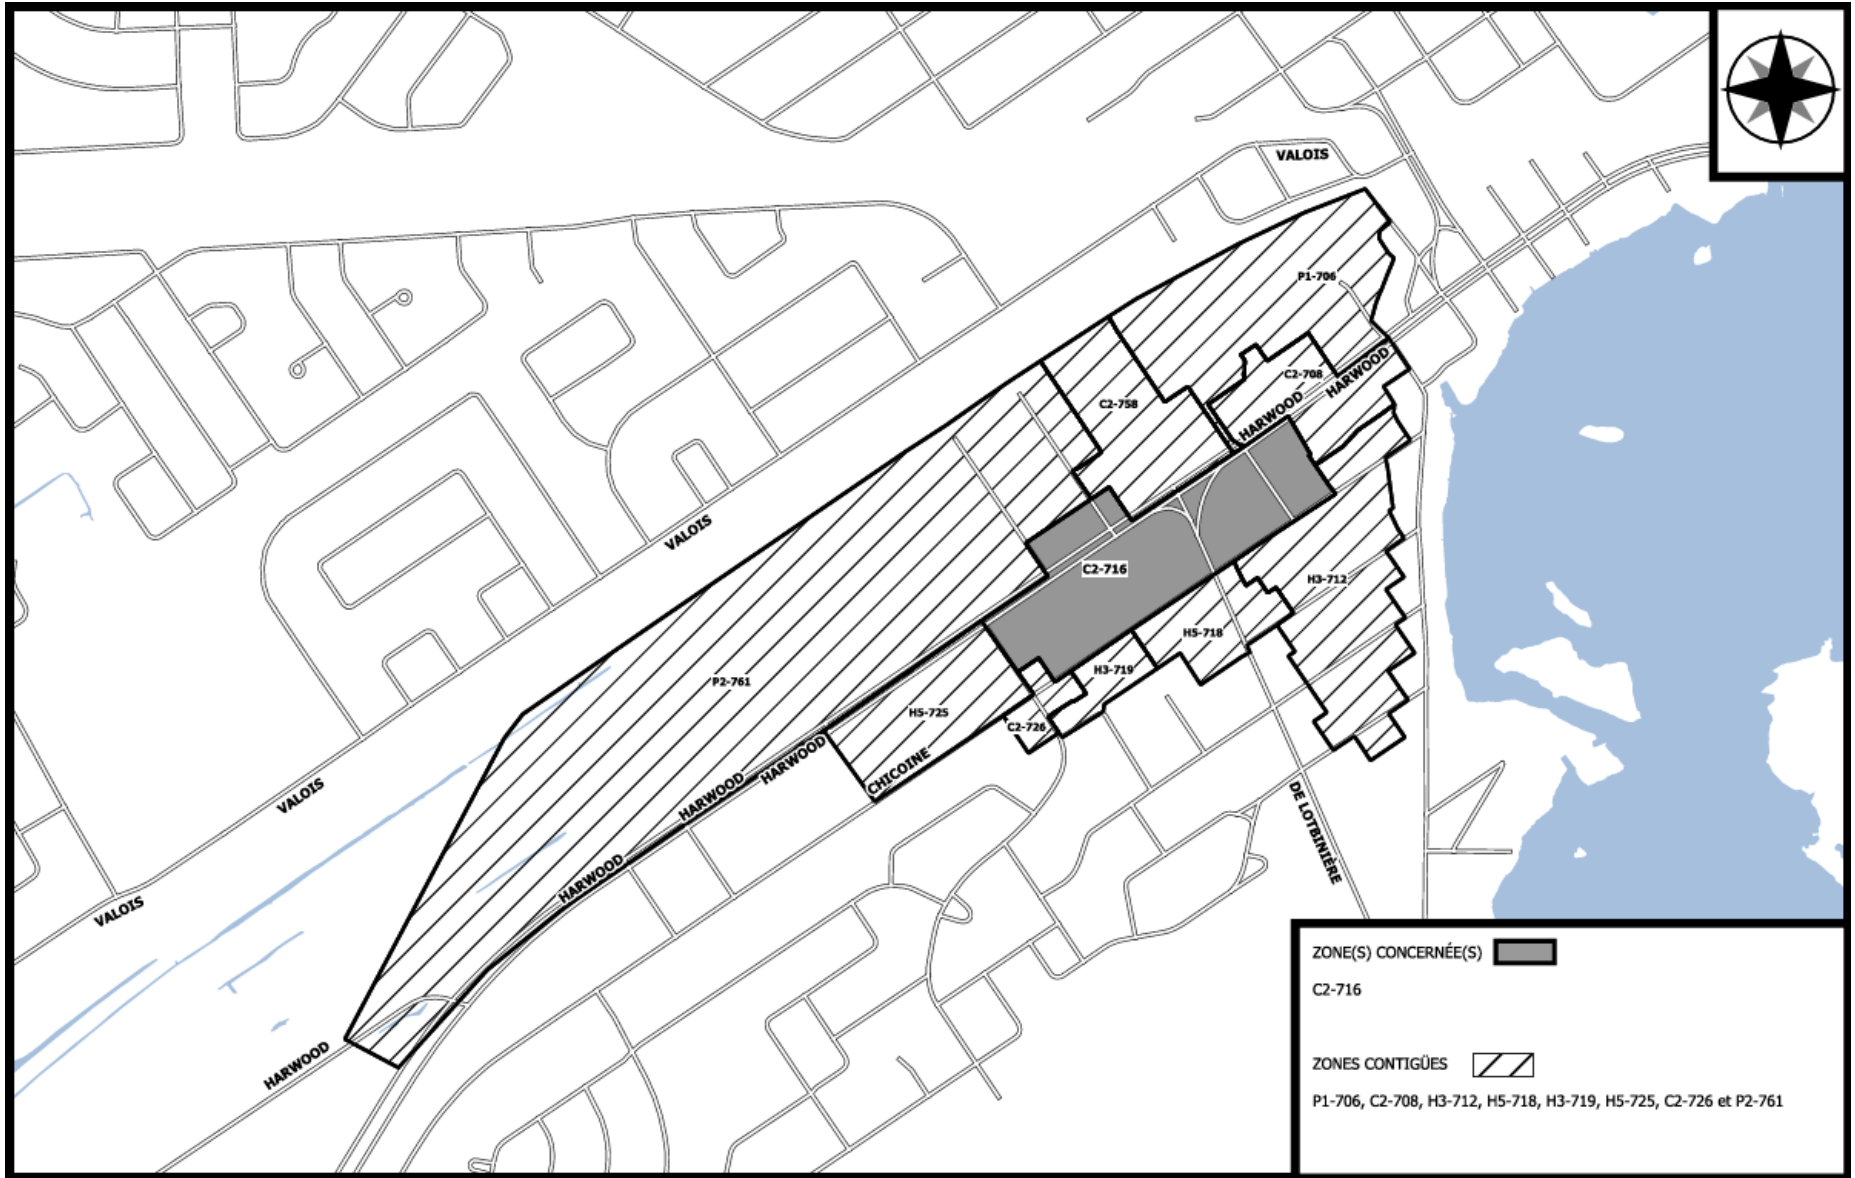 VALOIS
P1-706
C2-708
HARWOOD
C2-758
HARWOOD
VALOIS
C2-716
H3-712
H5-718
H3-719
P2-761
H5-725
C2-726
HARWOOD
CHICOINE
HARWOOD
VALOIS
DE LOTBINIÈRE
HARWOOD
VALOIS
HARWOOD
ZONE(S) CONCERNÉE(S)
C2-716
ZONES CONTIGÜES
P1-706, C2-708, H3-712, H5-718, H3-719, H5-725, C2-726 et P2-761